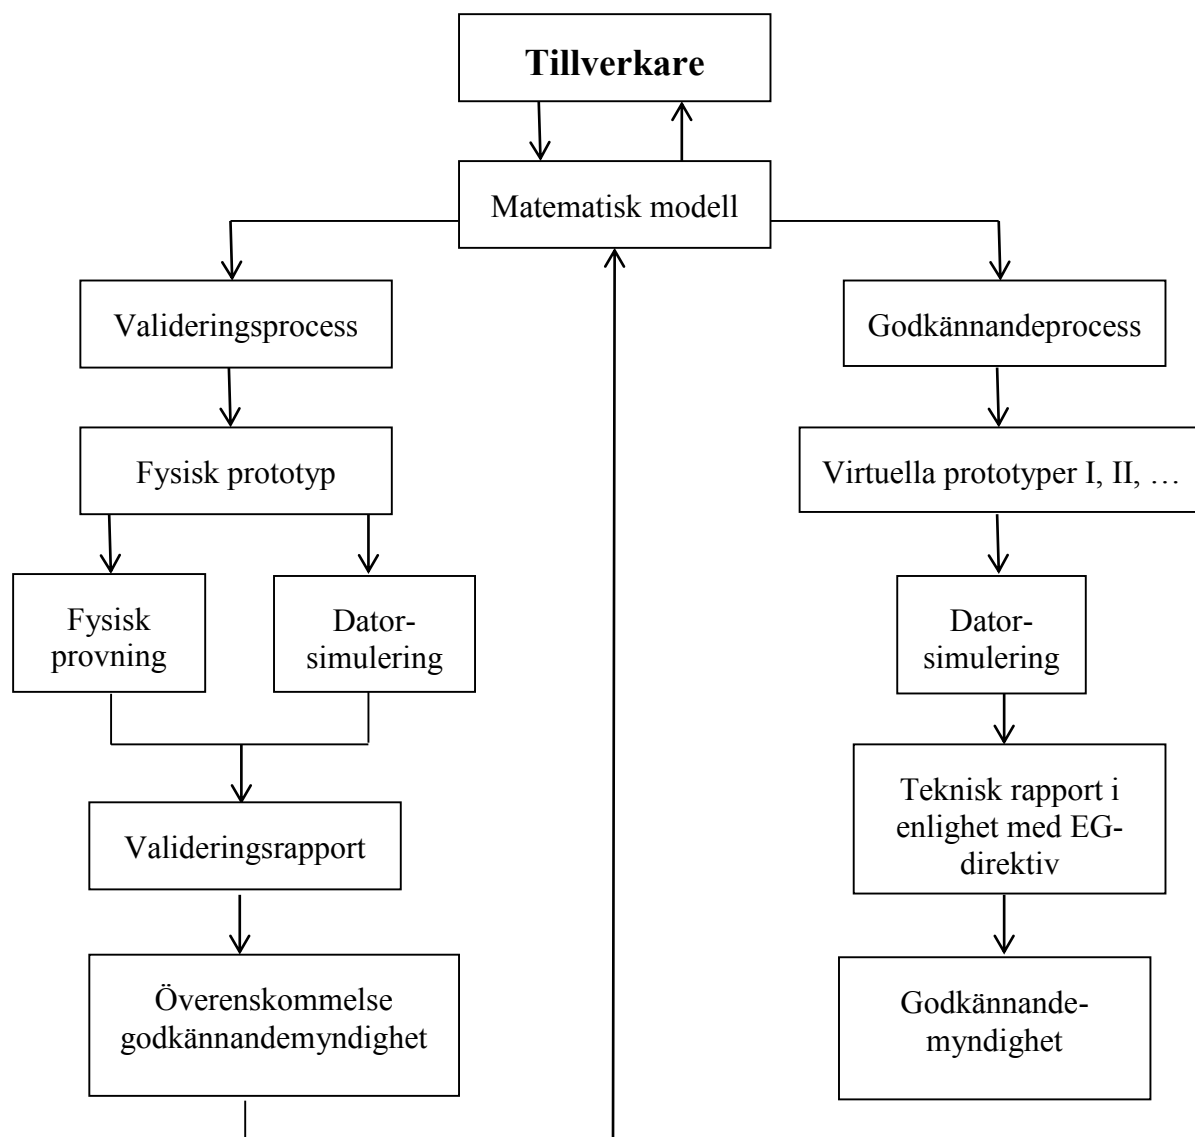 Tillverkare
Matematisk modell
Valideringsprocess
Godkännandeprocess
Fysisk prototyp
Virtuella prototyper I, II, …
Fysisk
provning
Dator-
simulering
Dator-
simulering
Valideringsrapport
Teknisk rapport i
enlighet med EG-
direktiv
Överenskommelse
godkännandemyndighet
Godkännande-
myndighet